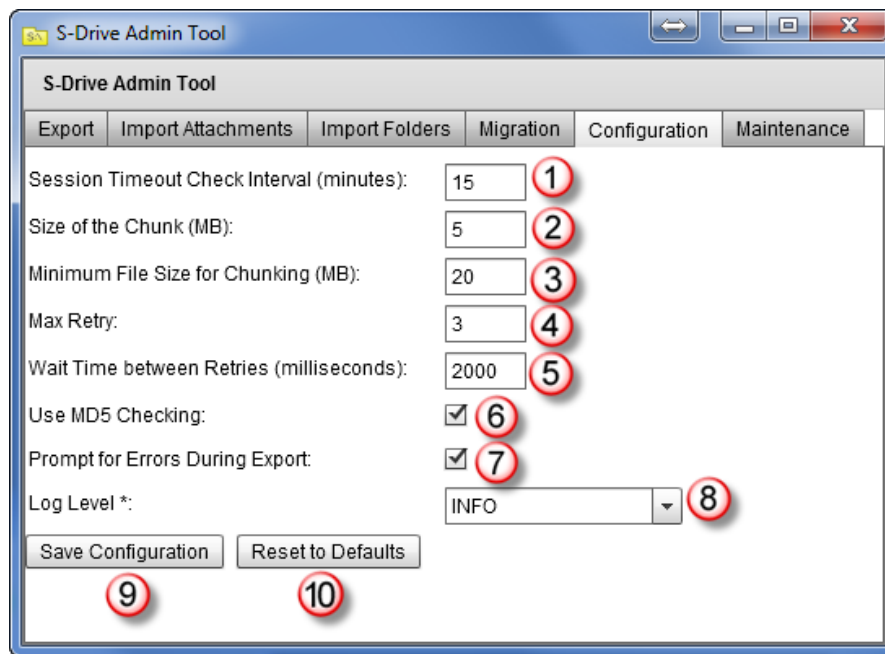 S-Drive Admin Tool
S-Drive Admin Tool
Export Import Attachments Import Folders Migration Configuration Maintenance
Session Timeout Check Interval (minutes): 15 1
Size of the Chunk (MB): 5 2
Minimum File Size for Chunking (MB): 20 3
Max Retry: 3 4
Wait Time between Retries (milliseconds): 2000 5
Use MD5 Checking: 6
Prompt for Errors During Export: 7
Log Level *: INFO 8
Save Configuration Reset to Defaults
9 10